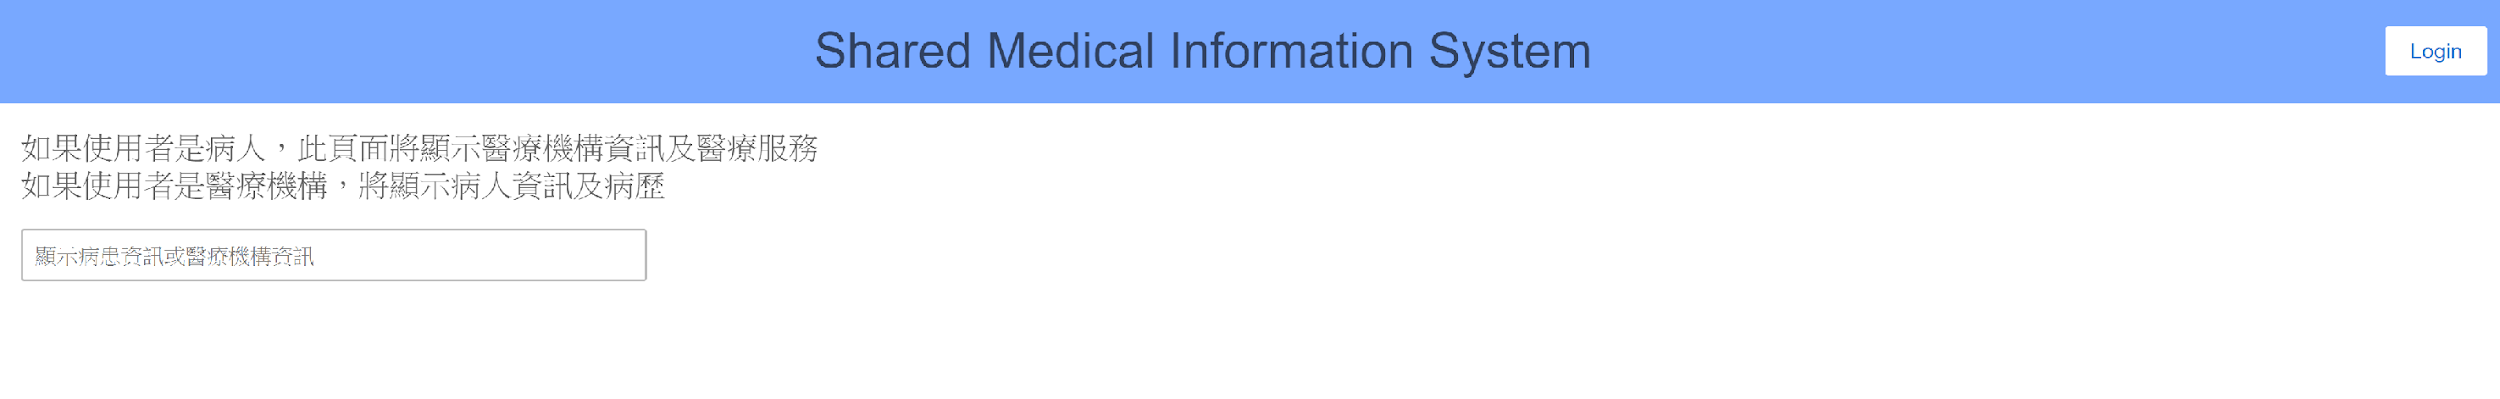 Shared Medical Information System
Login
如果使用者是病人，此頁面將顯示醫療機構資訊及醫療服務
如果使用者是醫療機構，將顯示病人資訊及病歷
顯示病患資訊或醫療機構資訊